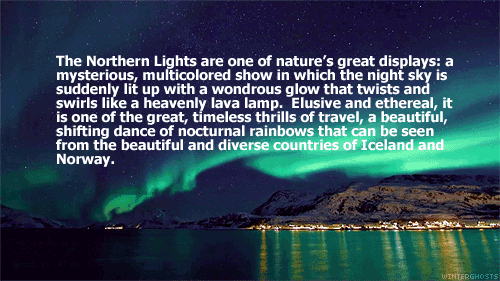 The Northern Lights are one of nature's great displays: a
mysterious, multicolored show in which the night sky is
suddenly lit up with a wondrous glow that twists and
swirls like a heavenly lava lamp.  Elusive and ethereal, it
is one of the great, timeless thrills of travel, a beautiful,
shifting dance of nocturnal rainbows that can be seen
from the beautiful and diverse countries of Iceland and
Norway.
WINTERGHOSTS